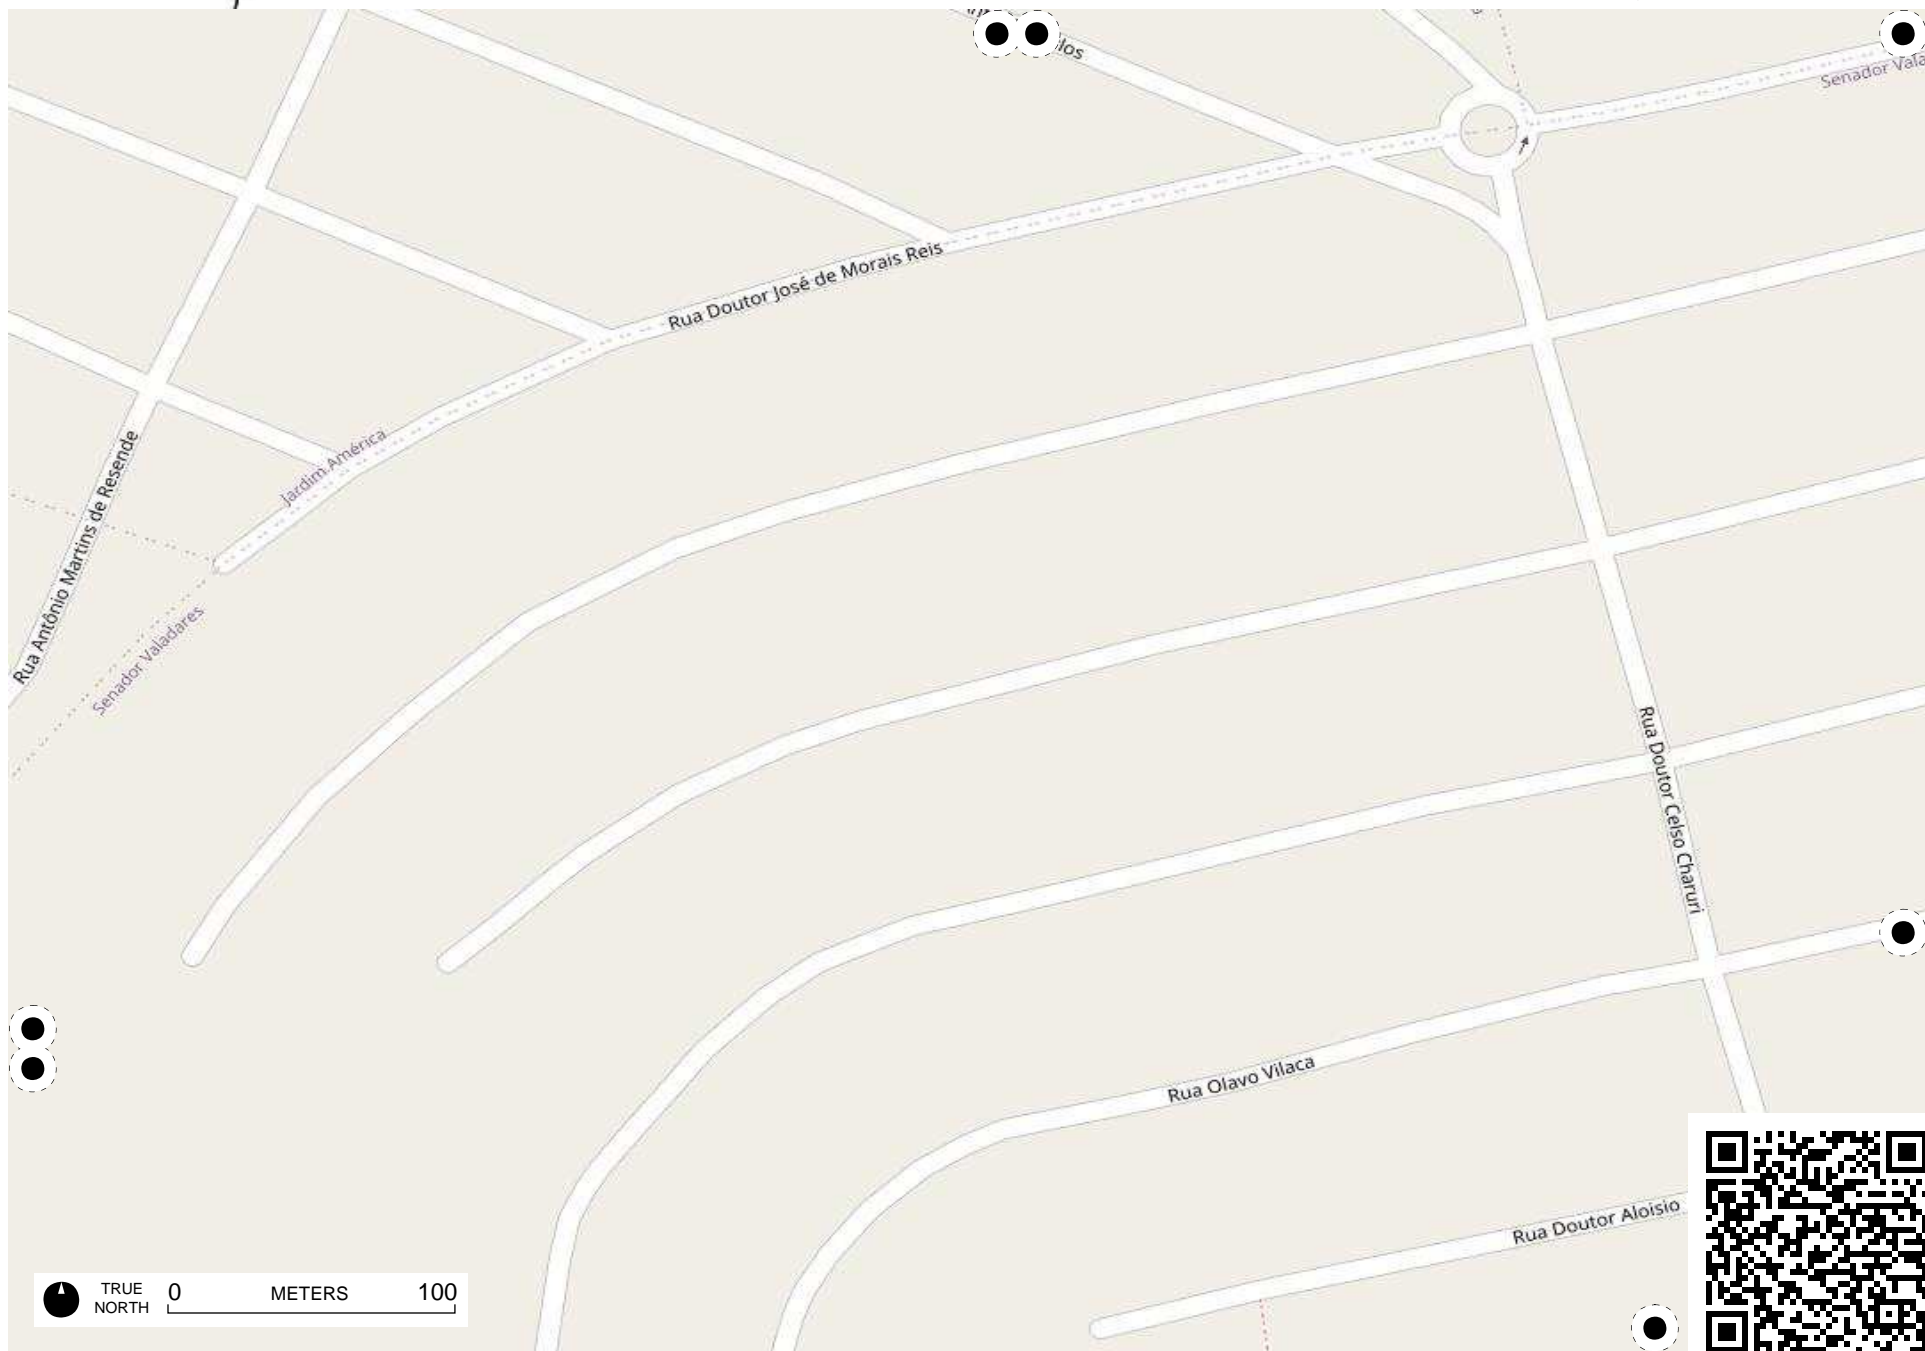 los
Senador Vala
Rua Doutor José de Morais Reis
Jardim América
Rua Antônio Martins de Resende
Senador Valadares
Rua Doutor Celso Charuri
Rua Olavo Vilaca
Rua Doutor Aloisio
TRUE NORTH
0 METERS 100